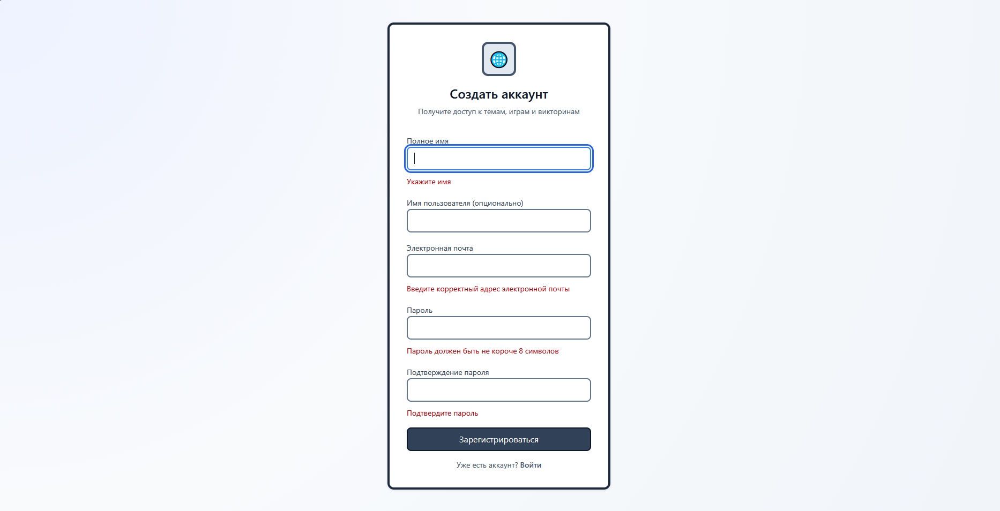 Создать аккаунт
Получите доступ к темам, играм и викторинам
Полное имя
Укажите имя
Имя пользователя (опционально)
Электронная почта
Введите корректный адрес электронной почты
Пароль
Пароль должен быть не короче 8 символов
Подтверждение пароля
Подтвердите пароль
Зарегистрироваться
Уже есть аккаунт? Войти